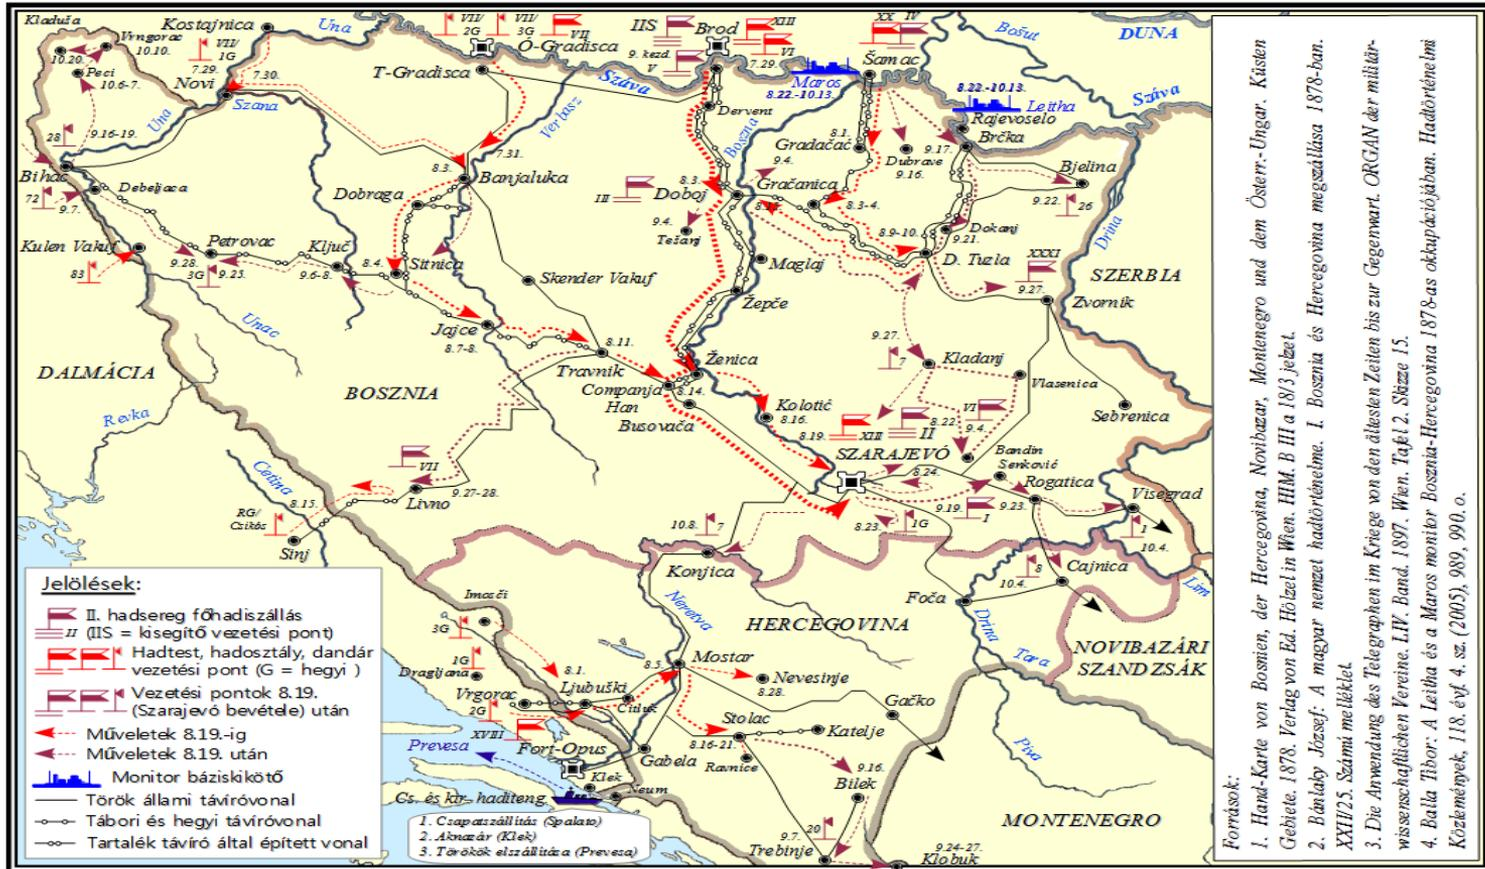 Kladuša
Vrngorac
10.10.
10.20.
Peci
10.6-7.
Kostajnica
VII/
1G
7.29.
Novi
7.30.
Una
Szana
Una
9.16-19.
28
Bihać
72
9.7.
Debeljaca
Kulen Vakuf
83
VII/
2G
VII/
3G
VII
Ó-Gradisca
T-Gradisca
Száva
Verbasz
7.31.
8.3.
Banjaluka
Dobraga
Petrovac
9.28.
3G
9.25.
Ključ
9.6-8.
8.4.
Sitnica
Skender Vakuf
Unac
Jajce
8.7-8.
8.11.
Travnik
IIS
Brod
9. kezd.
V
XIII
VI
7.29.
Dervent
Boszna
9.4.
8.3.
III
Doboj
9.4.
Tešanj
Maglaj
Žepče
Ženica
Companja
Han
8.14.
Busovača
Kolotić
8.16.
8.19.
XIII
XX
IV
Šamac
Maros
8.22.-10.13.
8.22.-10.13.
Leitha
Bošut
DUNA
Száva
Rajevoselo
Brčka
8.1.
Gradačać
Dubrave
9.16.
9.17.
Bjelina
9.22.
26
Gračanica
8.3-4.
8.9-10.
Dokanj
9.21.
D. Tuzla
XXXI
9.27.
Drina
SZERBIA
Zvornik
9.27.
7
Kladanj
Vlasenica
Sebrenica
8.22.
II
VI
9.4.
SZARAJEVÓ
8.24.
Bandin
Senković
Rogatica
Višegrad
9.19.
I
9.23.
8.23.
1G
1
10.4.
8
10.4.
Cajnica
Lim
DALMÁCIA
BOSZNIA
Revka
Cetina
VII
9.27-28.
Livno
8.15.
RG/
Csikós
Sinj
10.8.
7
Konjica
Foča
Neretva
HERCEGOVINA
Drina
Tara
NOVIBAZÁRI
SZANDZSÁK
Imosči
3G
1G
Dragljana
8.1.
Ljubuški
Vrgorac
2G
XVIII
Čitluk
8.5.
Mostar
Nevesinje
8.28.
Gačko
Stolac
8.16-21.
Katelje
Ravnice
Fort-Opus
Gabela
Prevesa
Klek
Neum
Cs. és kir. haditeng.
9.16.
Bilek
9.7.
20
Trebinje
9.24-27.
Klobuk
Piva
MONTENEGRO
1. Csapatszállítás (Spalato)
2. Aknazár (Klek)
3. Törökök elszállítása (Prevesa)
Jelölések:
II. hadsereg főhadiszállás
II (IIS = kisegítő vezetési pont)
Hadtest, hadosztály, dandár
vezetési pont (G = hegyi )
Vezetési pontok 8.19.
(Szarajevó bevétele) után
Műveletek 8.19.-ig
Műveletek 8.19. után
Monitor báziskikötő
Török állami távíróvonal
Tábori és hegyi távíróvonal
Tartalék távíró által épített vonal
Források:
1. Hand-Karte von Bosnien, der Hercegovina, Novibazar, Montenegro und dem Österr.-Ungar. Küsten
Gebiete. 1878. Verlag von Ed. Hölzel in Wien. HIM. B III a 18/3 jelzet.
2. Bánlaky József: A magyar nemzet hadtörténelme. I. Bosznia és Hercegovina megszállása 1878-ban.
XXII/25. Számú melléklet.
3. Die Anwendung des Telegraphen im Kriege von den ältesten Zeiten bis zur Gegenwart. ORGAN der militär-
wissenschaftlichen Vereine. LIV. Band. 1897. Wien. Tafel 2. Skizze 15.
4. Balla Tibor: A Leitha és a Maros monitor Bosznia-Hercegovina 1878-as okkupációjában. Hadtörténelmi
Közlemények, 118. évf. 4. sz. (2005), 989, 990. o.